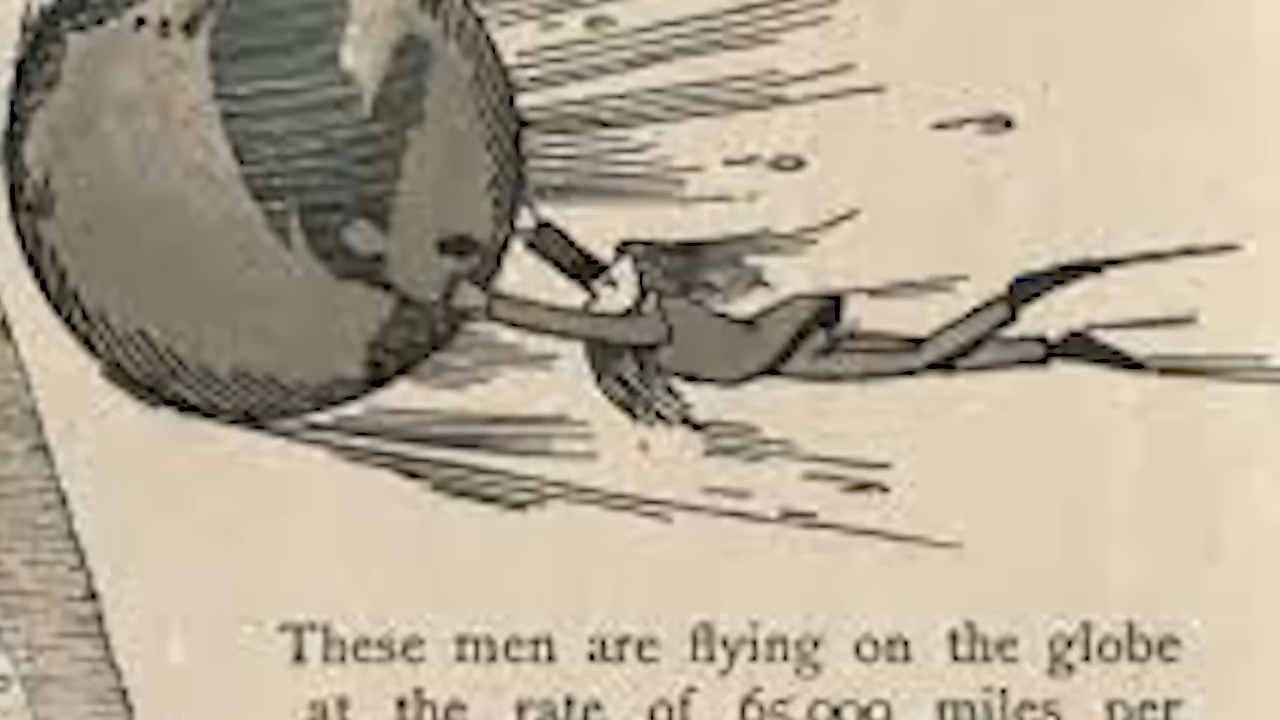 These men are flying on the globe
at the rate of 65,000 miles per